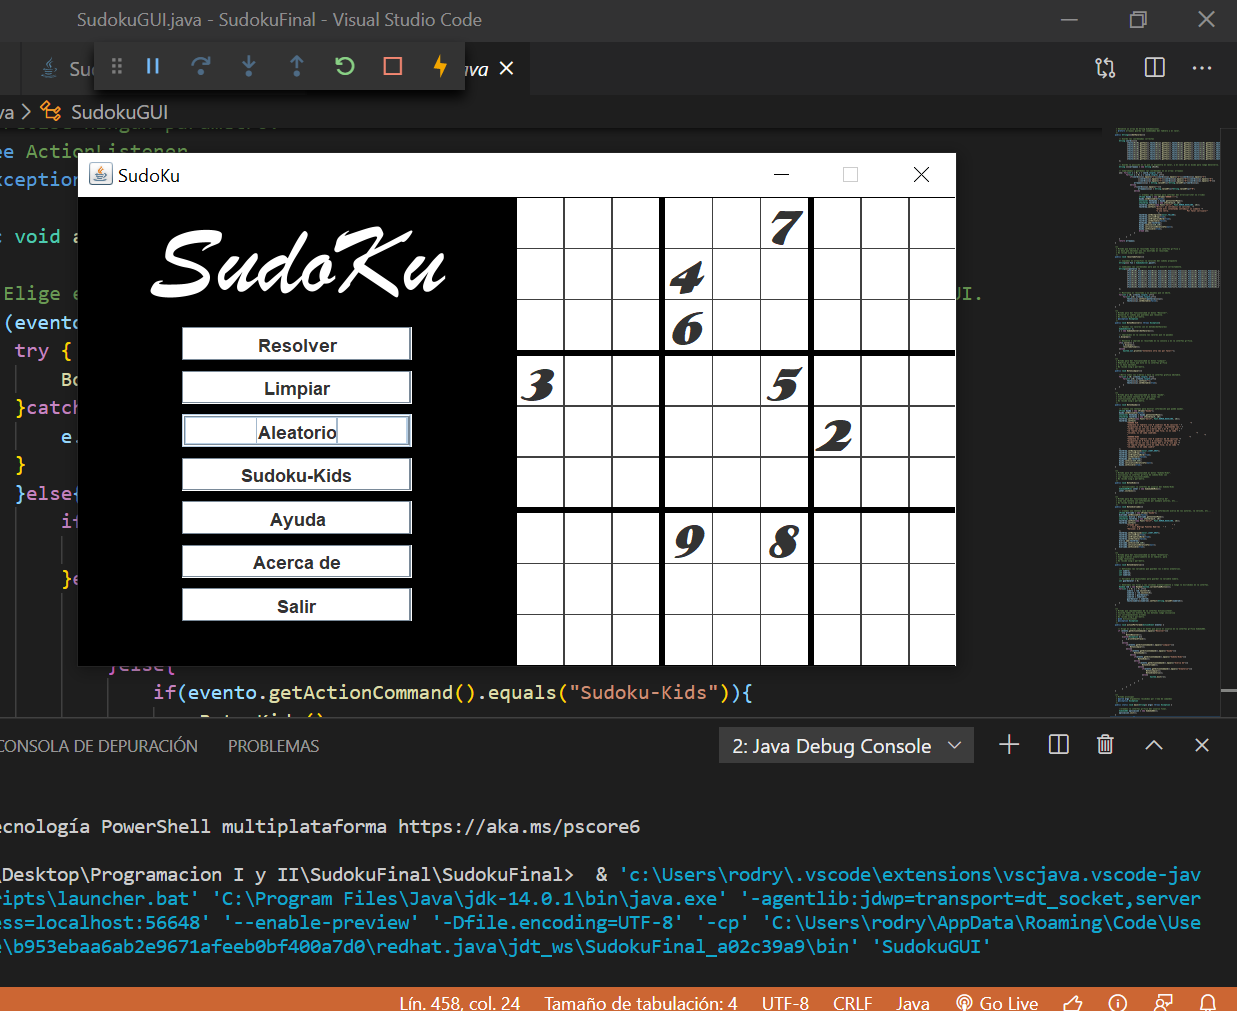 SudokuGUI.java - SudokuFinal - Visual Studio Code
Su
ava
va > SudokuGUI
ee ActionListener
xception
SudoKu
: void a
Elige e
UI.
(evento
try {
Bo
}catch
e.
}
}else{
if
}e
SudoKu
Resolver
Limpiar
Aleatorio
Sudoku-Kids
Ayuda
Acerca de
Salir
7
4
6
3 5
2
9 8
}else{
if(evento.getActionCommand().equals("Sudoku-Kids")){
CONSOLA DE DEPURACIÓN PROBLEMAS 2: Java Debug Console
ecnología PowerShell multiplataforma https://aka.ms/pscore6
\Desktop\Programacion I y II\SudokuFinal\SudokuFinal> & 'c:\Users\rodry\.vscode\extensions\vscjava.vscode-jav
ripts\launcher.bat' 'C:\Program Files\Java\jdk-14.0.1\bin\java.exe' '-agentlib:jdwp=transport=dt_socket,server
ess=localhost:56648' '--enable-preview' '-Dfile.encoding=UTF-8' '-cp' 'C:\Users\rodry\AppData\Roaming\Code\Use
e\b953ebaa6ab2e9671afeeb0bf400a7d0\redhat.java\jdt_ws\SudokuFinal_a02c39a9\bin' 'SudokuGUI'
Lín. 458, col. 24 Tamaño de tabulación: 4 UTF-8 CRLF Java Go Live